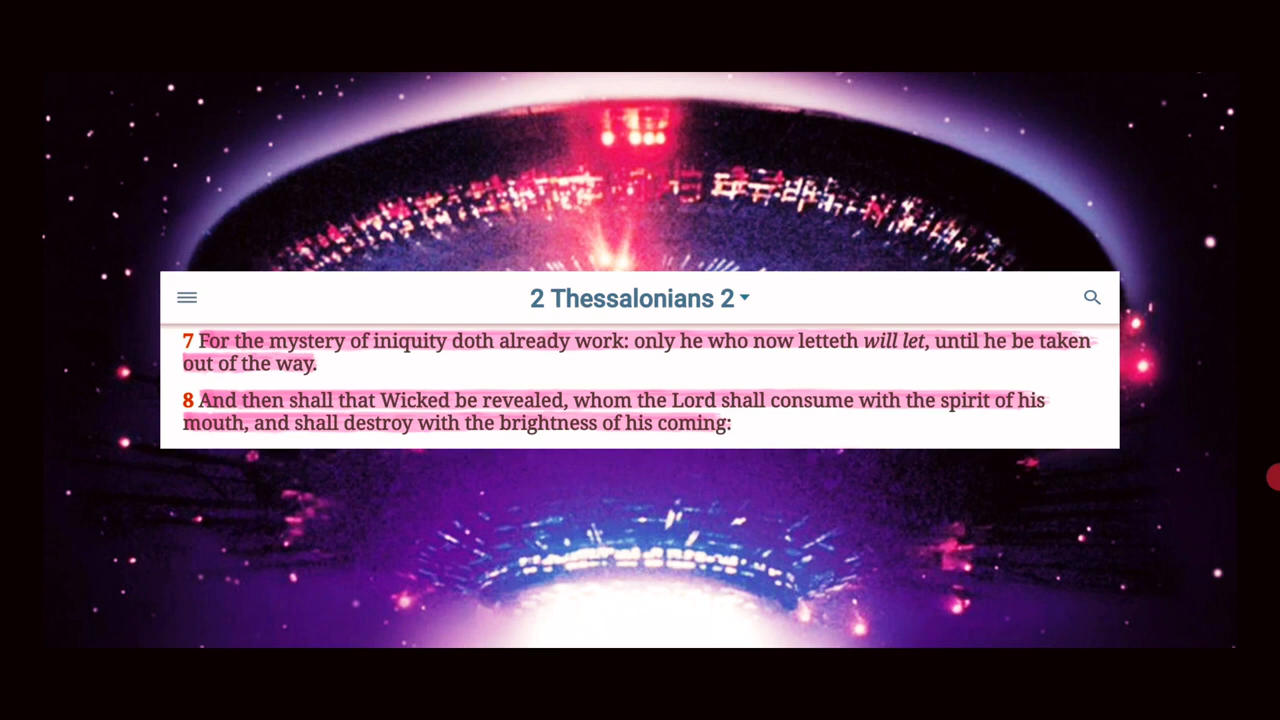 2 Thessalonians 2
7 For the mystery of iniquity doth already work: only he who now letteth will let, until he be taken
out of the way.
8 And then shall that Wicked be revealed, whom the Lord shall consume with the spirit of his
mouth, and shall destroy with the brightness of his coming: